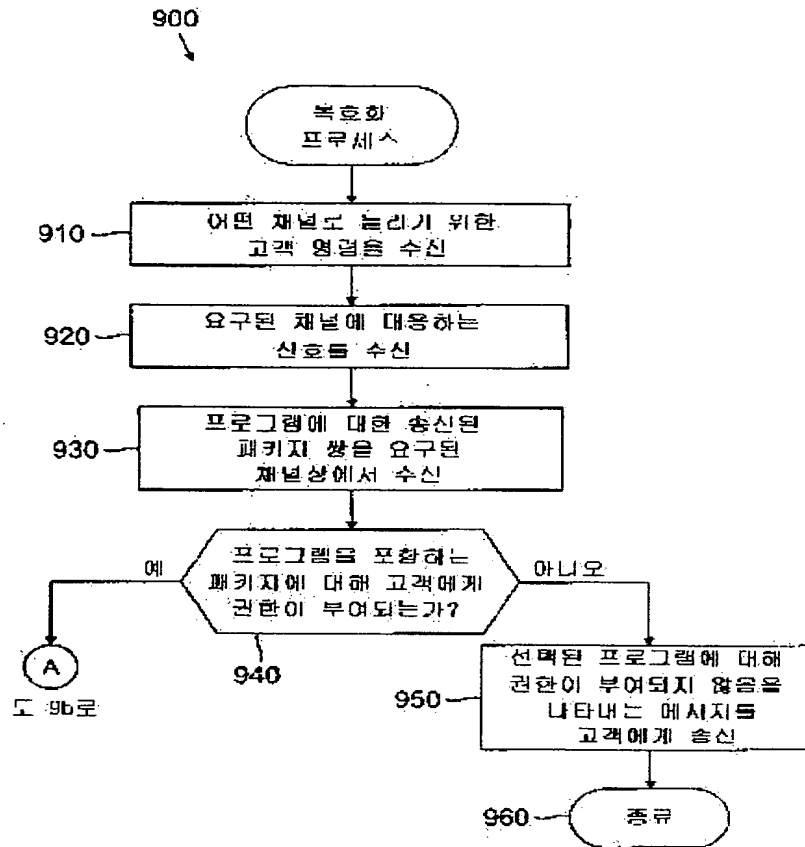 900
복호화
프로세스
910
어떤 채널로 돌리기 위한
고객 명령을 수신
920
요구된 채널에 대응하는
신호를 수신
930
프로그램에 대한 송신된
패키지 쌍을 요구된
채널상에서 수신
예
프로그램을 포함하는
패키지에 대해 고객에게
권한이 부여되는가?
아니오
940
A
도 9b로
950
선택된 프로그램에 대해
권한이 부여되지 않음을
나타내는 메세지를
고객에게 송신
960
종료